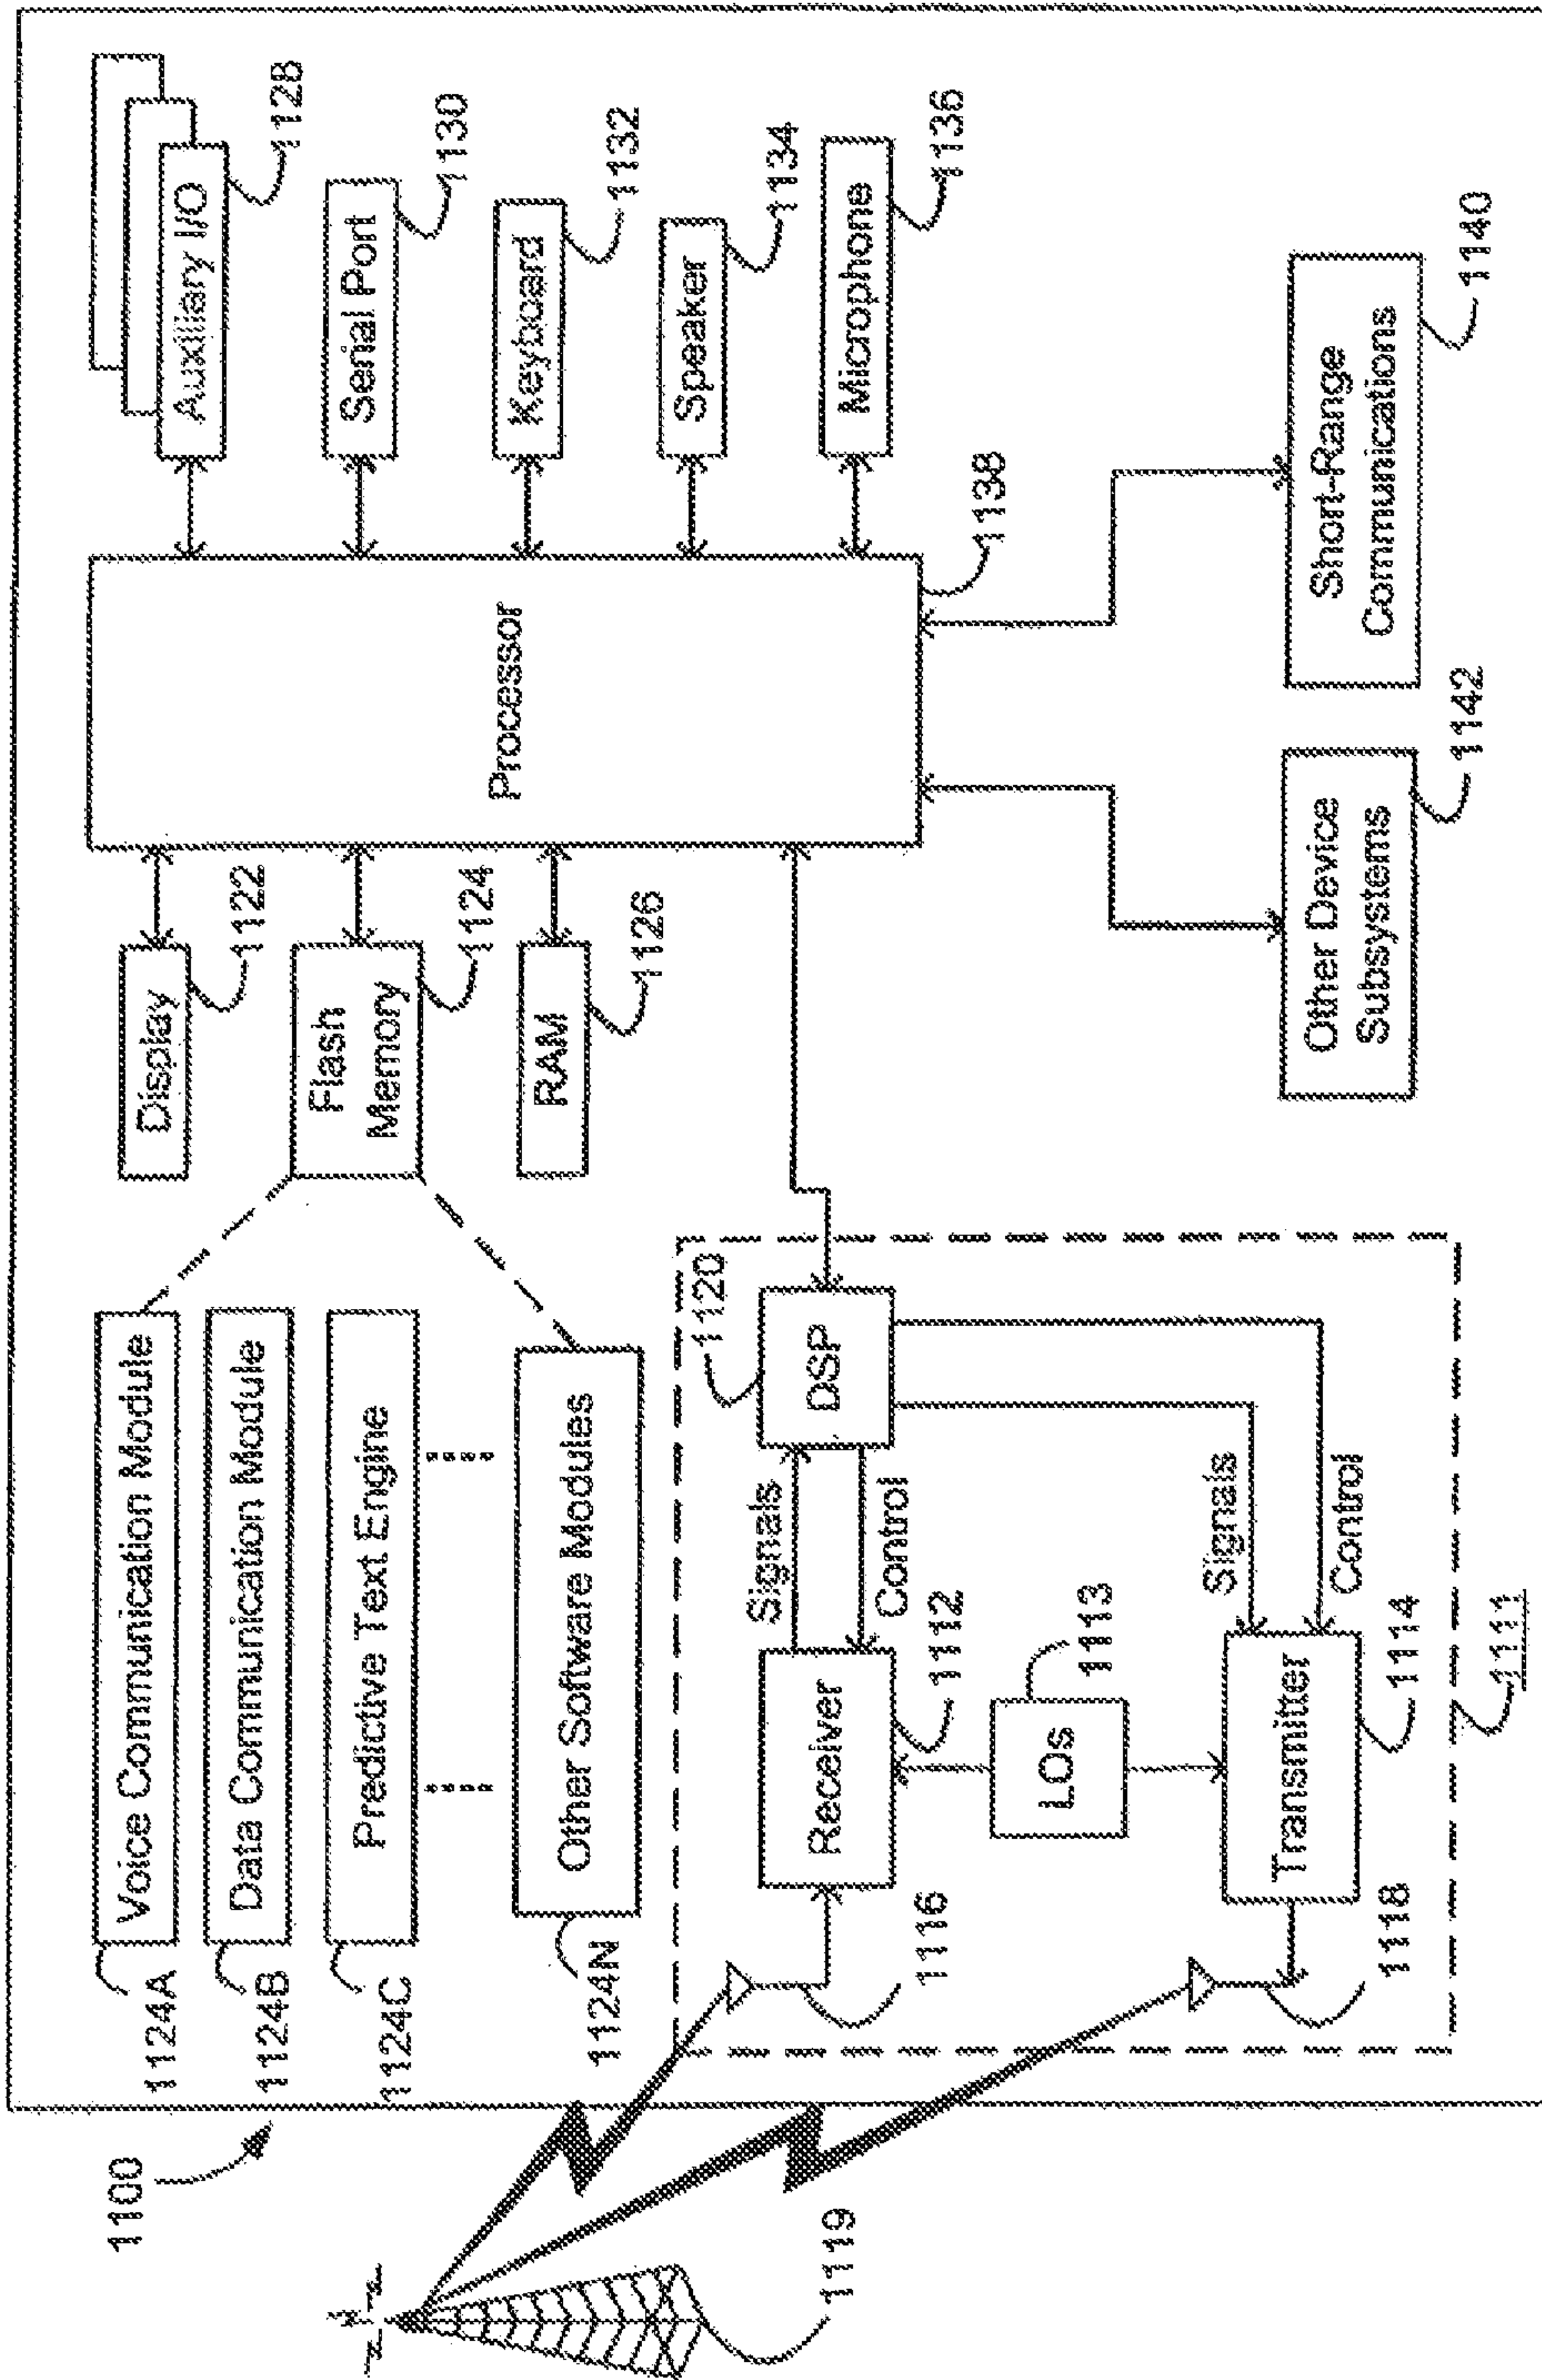 1100
1119
1124A
Voice Communication Module
1124B
Data Communication Module
1124C
Predictive Text Engine
1124N
Other Software Modules
Display
1122
Flash
Memory
1124
RAM
1126
Processor
1138
Auxiliary I/O
1128
Serial Port
1130
Keyboard
1132
Speaker
1134
Microphone
1136
Short-Range
Communications
1140
Other Device
Subsystems
1142
1120
DSP
Signals
Control
Receiver
1112
1116
LOs
1113
Signals
Control
Transmitter
1114
1118
1111